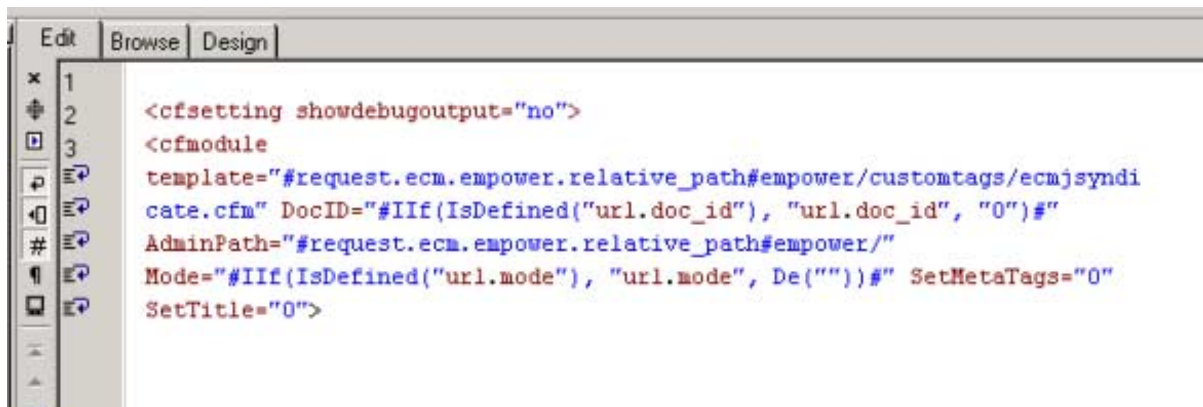 Edit Browse Design
1
2 <cfsetting showdebugoutput="no">
3 <cfmodule
template="#request.ecm.empower.relative_path#empower/customtags/ecmjsyndi
cate.cfm" DocID="#IIf(IsDefined("url.doc_id"), "url.doc_id", "0")#"
AdminPath="#request.ecm.empower.relative_path#empower/"
Mode="#IIf(IsDefined("url.mode"), "url.mode", De(""))#" SetMetaTags="0"
SetTitle="0">